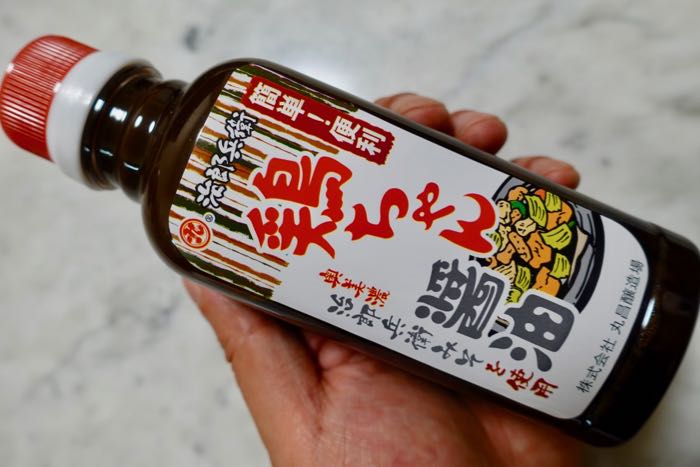 簡単！便利
治郎兵衛
鶏ちゃん
醤油
奥美濃
治郎兵衛みそを使用
株式会社 丸昌醸造場